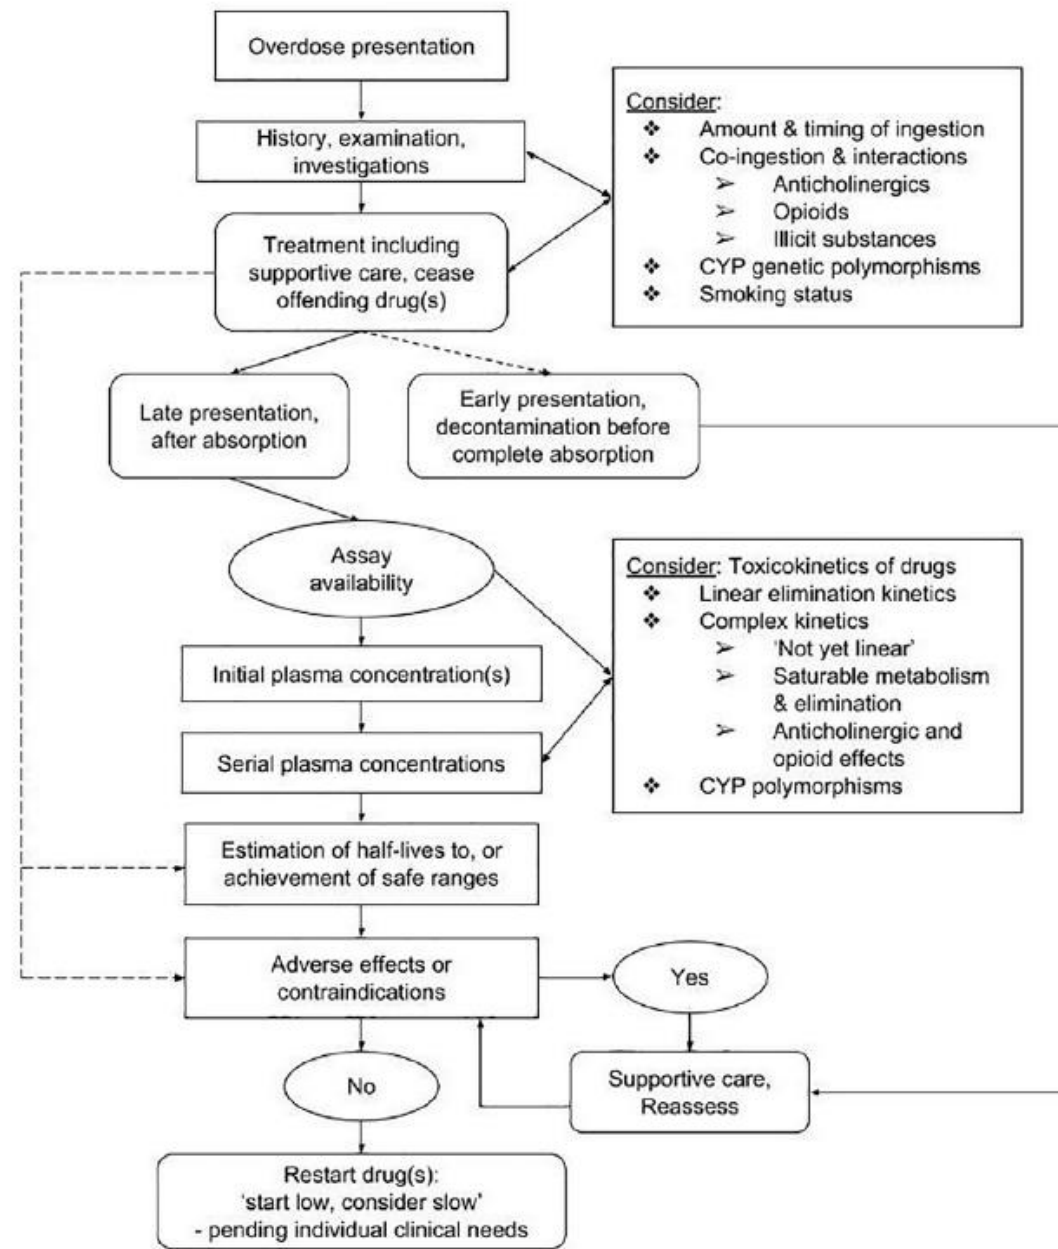 Overdose presentation
History, examination,
investigations
Consider:
❖ Amount & timing of ingestion
❖ Co-ingestion & interactions
➢ Anticholinergics
➢ Opioids
➢ Illicit substances
❖ CYP genetic polymorphisms
❖ Smoking status
Treatment including
supportive care, cease
offending drug(s)
Late presentation,
after absorption
Early presentation,
decontamination before
complete absorption
Assay
availability
Consider: Toxicokinetics of drugs
❖ Linear elimination kinetics
❖ Complex kinetics
➢ 'Not yet linear'
➢ Saturable metabolism
& elimination
➢ Anticholinergic and
opioid effects
❖ CYP polymorphisms
Initial plasma concentration(s)
Serial plasma concentrations
Estimation of half-lives to, or
achievement of safe ranges
Adverse effects or
contraindications
Yes
No
Supportive care,
Reassess
Restart drug(s):
'start low, consider slow'
- pending individual clinical needs